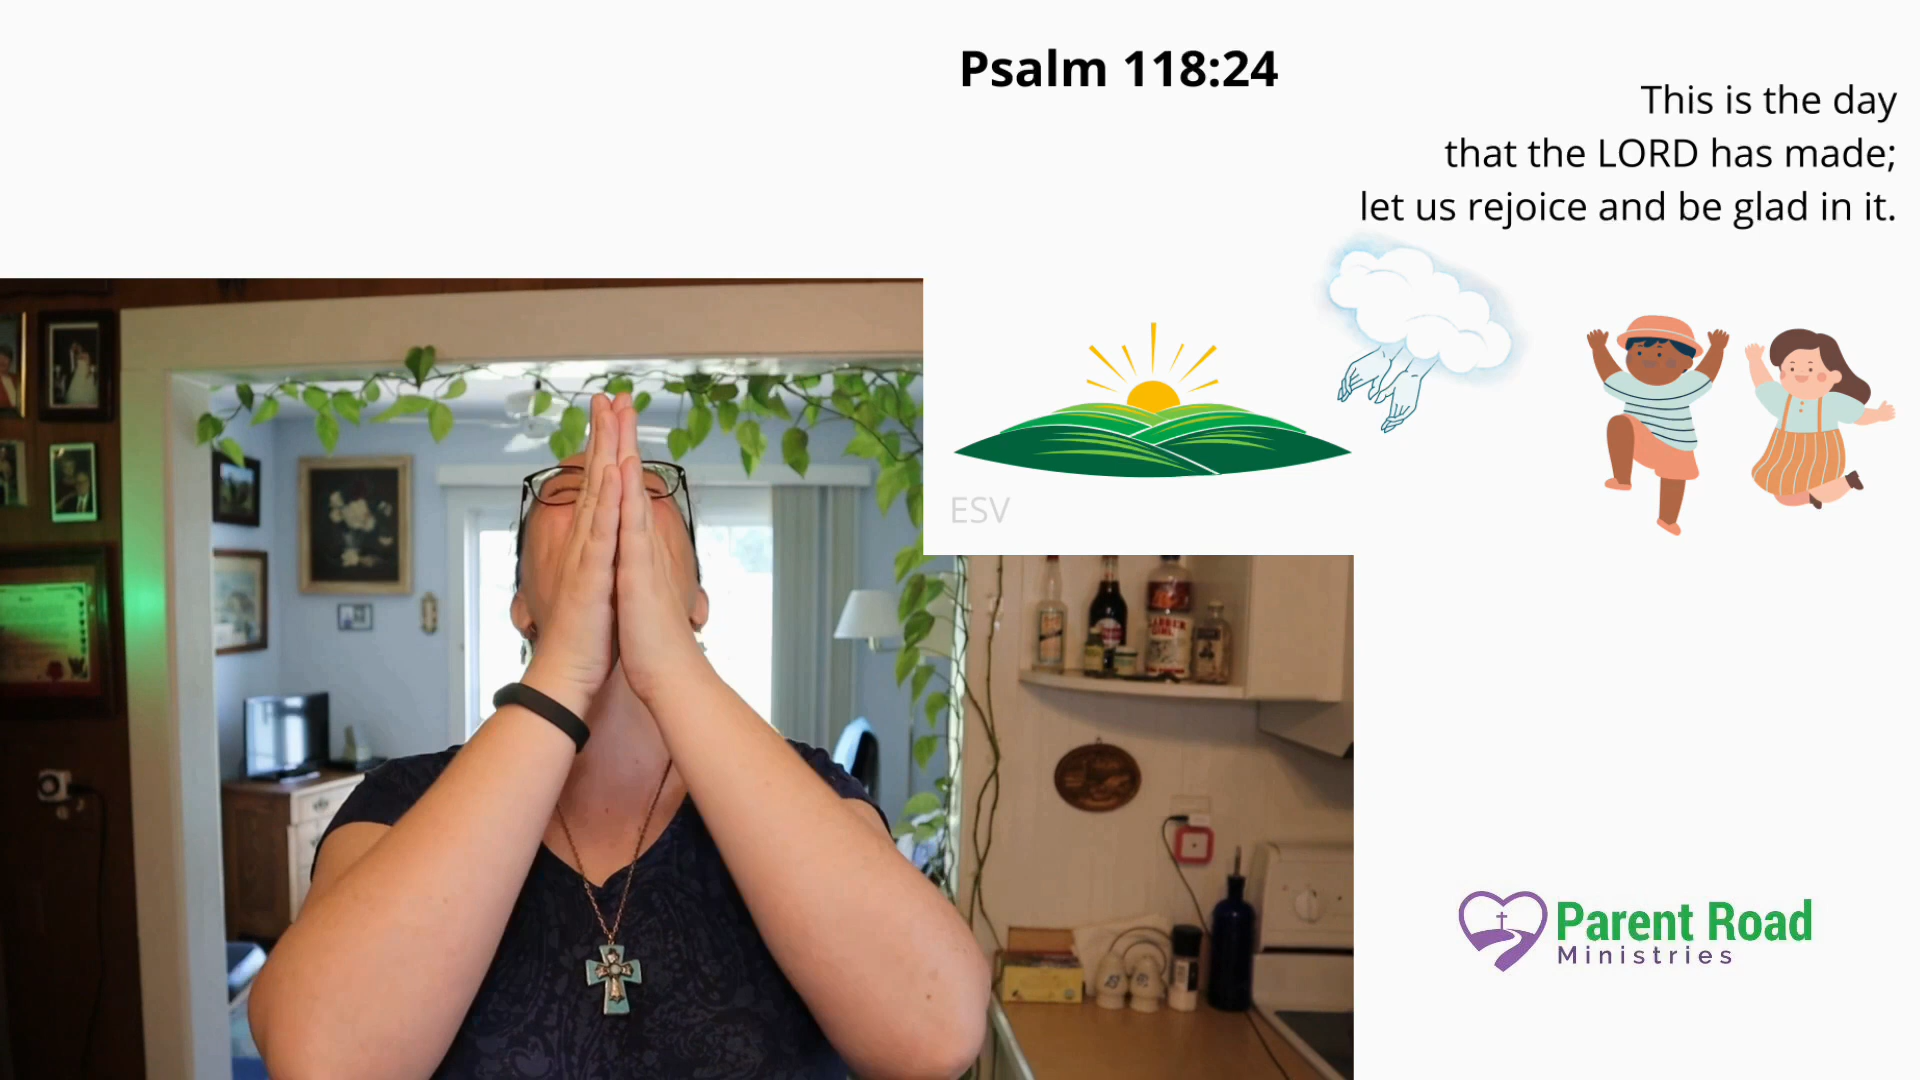 Psalm 118:24
This is the day
that the LORD has made;
let us rejoice and be glad in it.
ESV
Parent Road
Ministries